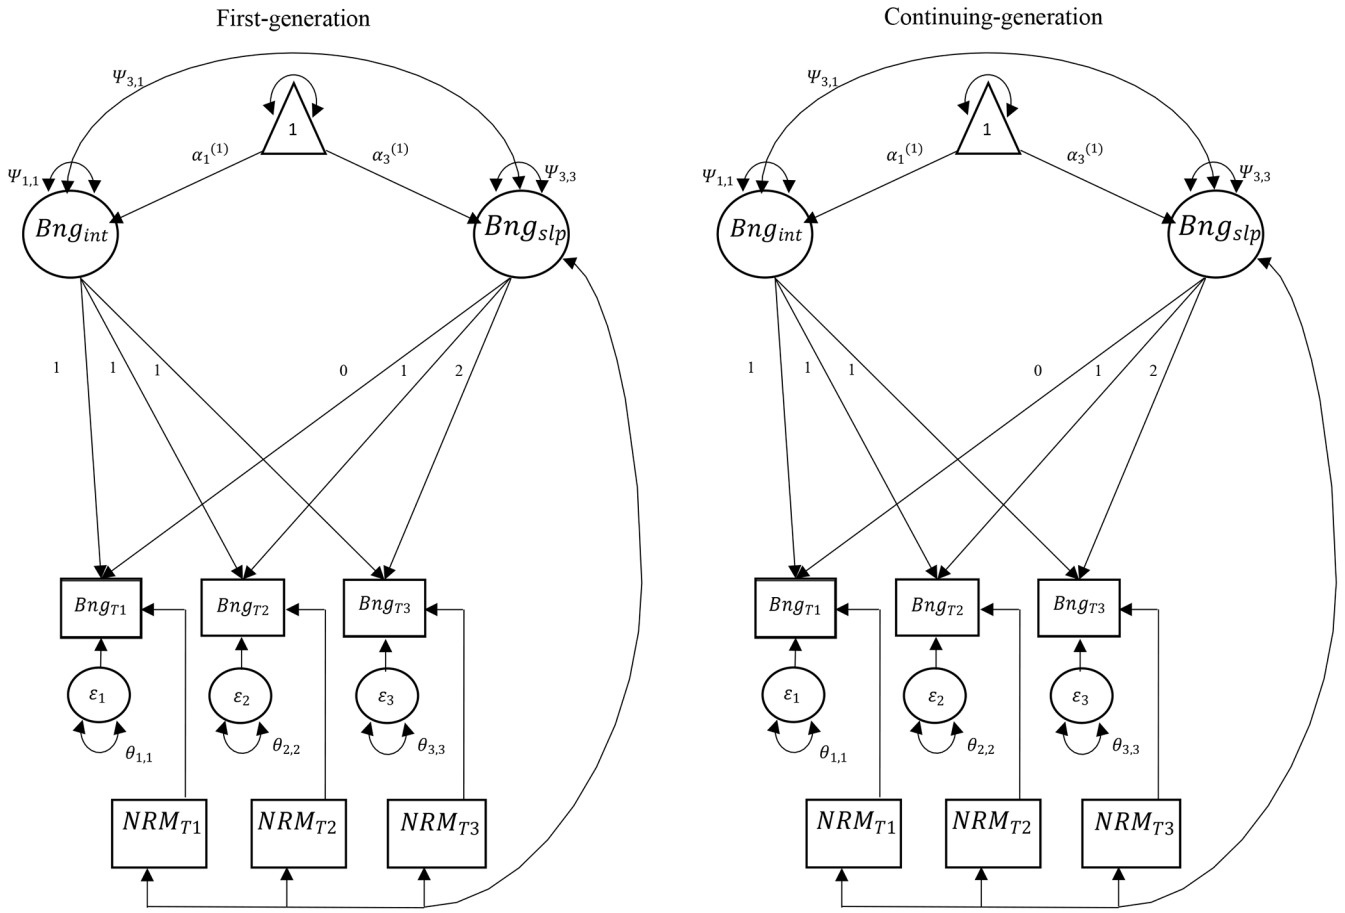 First-generation
Ψ3,1
1
α1(1)
α3(1)
Ψ1,1
Ψ3,3
Bngint
Bngslp
1 1 1 0 1 2
BngT1 BngT2 BngT3
ε1 ε2 ε3
θ1,1 θ2,2 θ3,3
NRMT1 NRMT2 NRMT3
Continuing-generation
Ψ3,1
1
α1(1)
α3(1)
Ψ1,1
Ψ3,3
Bngint
Bngslp
1 1 1 0 1 2
BngT1 BngT2 BngT3
ε1 ε2 ε3
θ1,1 θ2,2 θ3,3
NRMT1 NRMT2 NRMT3